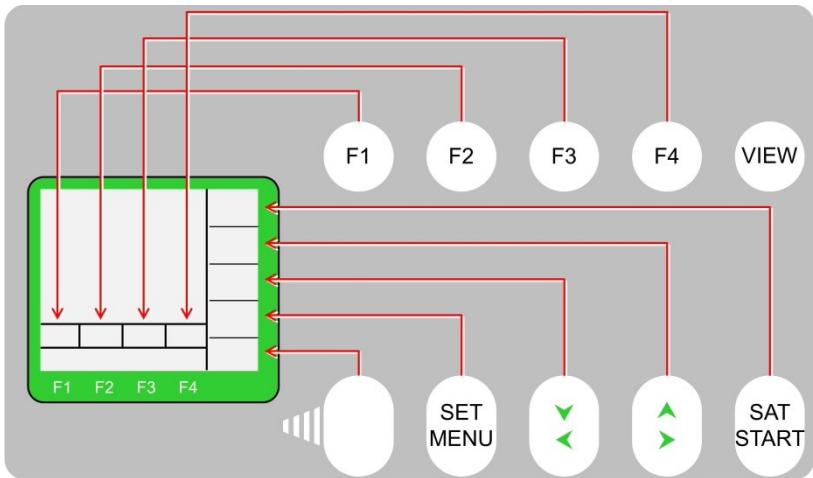 F1 F2 F3 F4 VIEW
F1 F2 F3 F4
SET
MENU
SAT
START